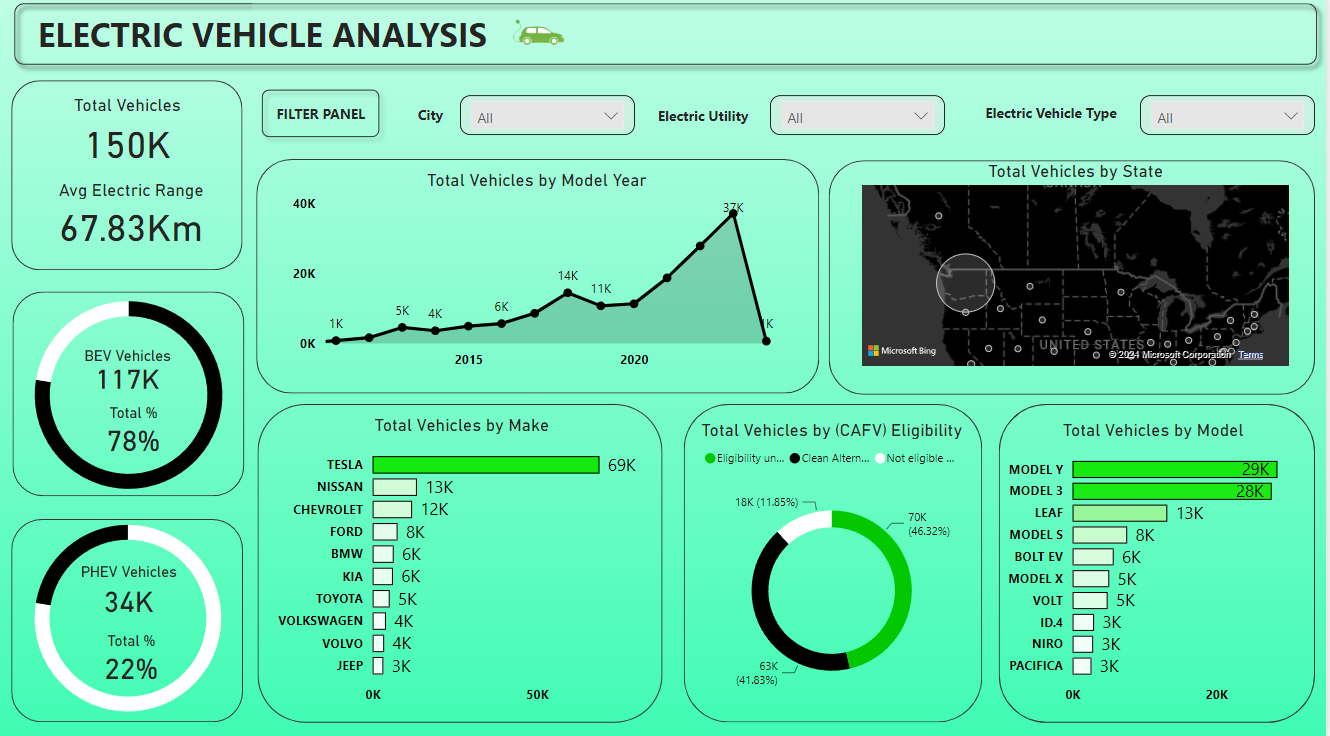 ELECTRIC VEHICLE ANALYSIS
Total Vehicles
150K
Avg Electric Range
67.83Km
FILTER PANEL
City
All
Electric Utility
All
Electric Vehicle Type
All
BEV Vehicles
117K
Total %
78%
PHEV Vehicles
34K
Total %
22%
Total Vehicles by Model Year
40K
20K
0K
1K
5K
4K
6K
14K
11K
37K
1K
2015
2020
Total Vehicles by State
CANADA
UNITED STATES
Microsoft Bing
© 2024 Microsoft Corporation Terms
Total Vehicles by Make
TESLA 69K
NISSAN 13K
CHEVROLET 12K
FORD 8K
BMW 6K
KIA 6K
TOYOTA 5K
VOLKSWAGEN 4K
VOLVO 4K
JEEP 3K
0K 50K
Total Vehicles by (CAFV) Eligibility
Eligibility un... Clean Altern... Not eligible ...
18K (11.85%)
70K
(46.32%)
63K
(41.83%)
Total Vehicles by Model
MODEL Y 29K
MODEL 3 28K
LEAF 13K
MODEL S 8K
BOLT EV 6K
MODEL X 5K
VOLT 5K
ID.4 3K
NIRO 3K
PACIFICA 3K
0K 20K